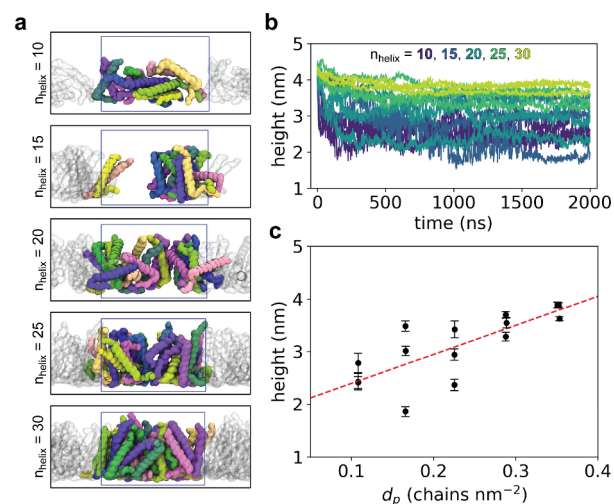 a
n_helix = 10
n_helix = 15
n_helix = 20
n_helix = 25
n_helix = 30
b
n_helix = 10, 15, 20, 25, 30
5
4
3
2
1
height (nm)
0 500 1000 1500 2000
time (ns)
c
5
4
3
2
1
height (nm)
0.1 0.2 0.3 0.4
d_p (chains nm⁻²)